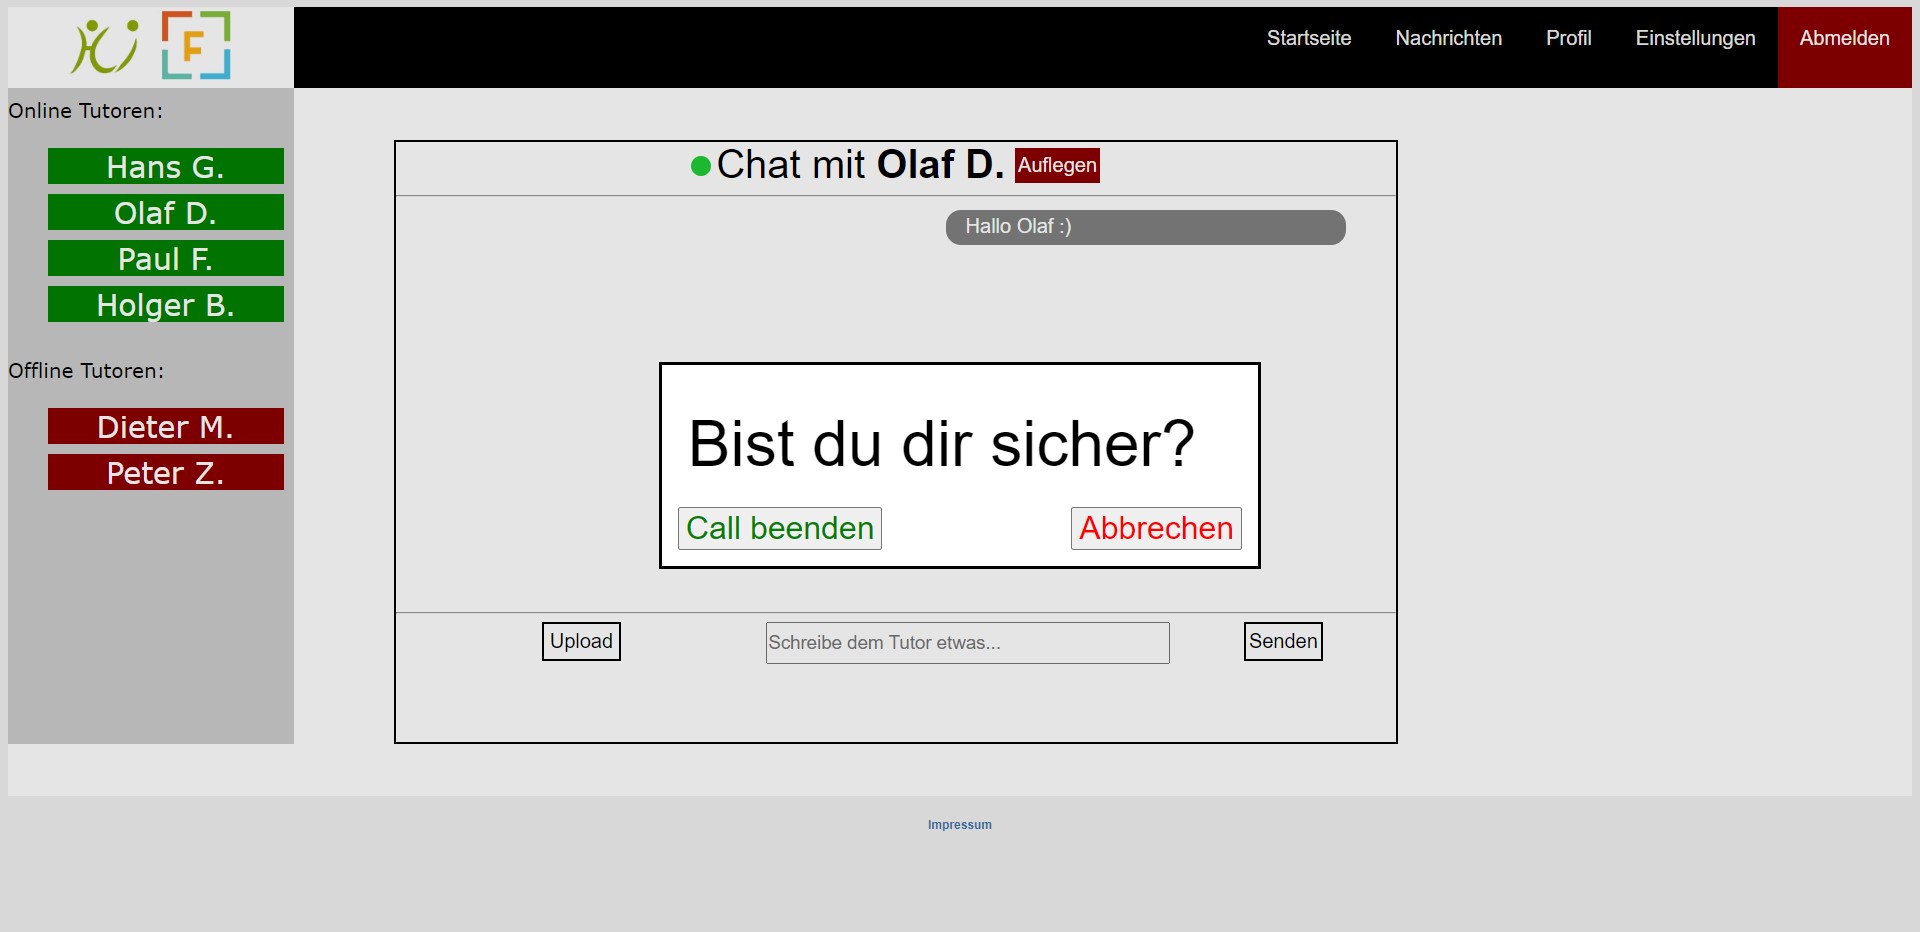 F
Startseite Nachrichten Profil Einstellungen Abmelden
Online Tutoren:
Hans G.
Olaf D.
Paul F.
Holger B.
Offline Tutoren:
Dieter M.
Peter Z.
Chat mit Olaf D. Auflegen
Hallo Olaf :)
Bist du dir sicher?
Call beenden Abbrechen
Upload Schreibe dem Tutor etwas... Senden
Impressum